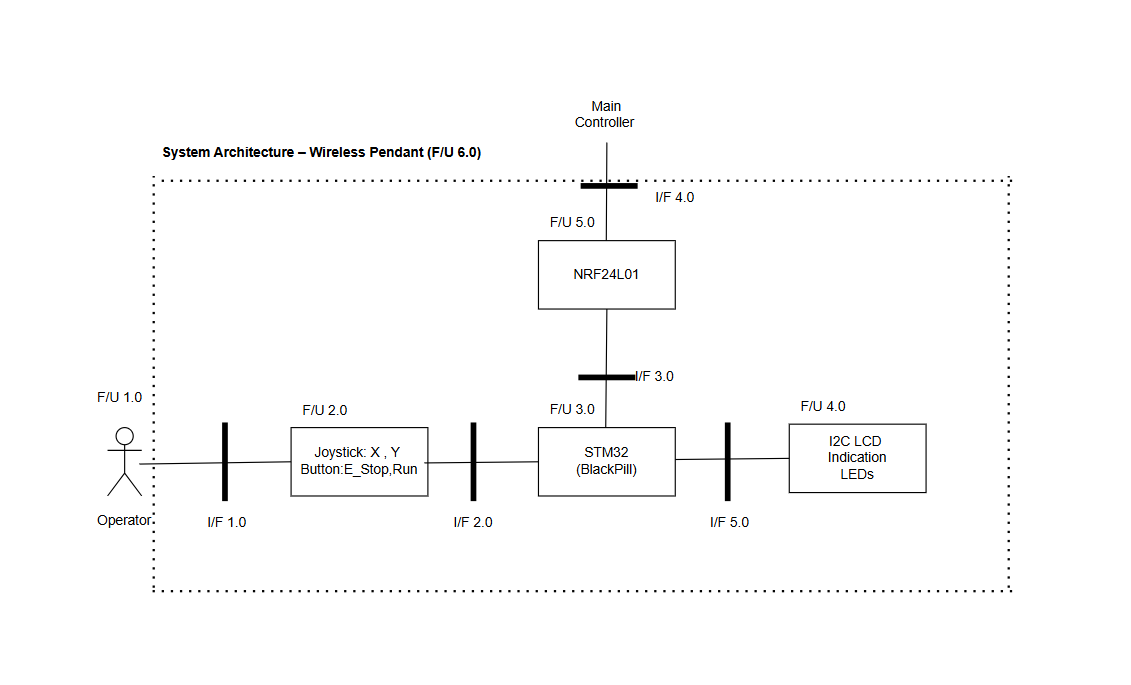 Main
Controller
System Architecture – Wireless Pendant (F/U 6.0)
I/F 4.0
F/U 5.0
NRF24L01
I/F 3.0
F/U 1.0
F/U 2.0
F/U 3.0
F/U 4.0
Joystick: X , Y
Button:E_Stop,Run
STM32
(BlackPill)
I2C LCD
Indication
LEDs
Operator
I/F 1.0
I/F 2.0
I/F 5.0